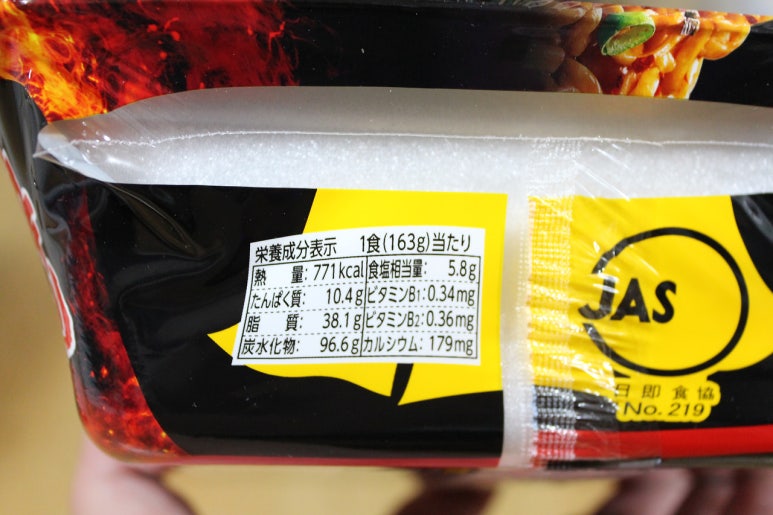 栄養成分表示 1食(163g)当たり
熱 量: 771kcal 食塩相当量: 5.8g
たんぱく質: 10.4g ビタミンB1: 0.34mg
脂 質: 38.1g ビタミンB2: 0.36mg
炭水化物: 96.6g カルシウム: 179mg
JAS
日即食協
No. 219